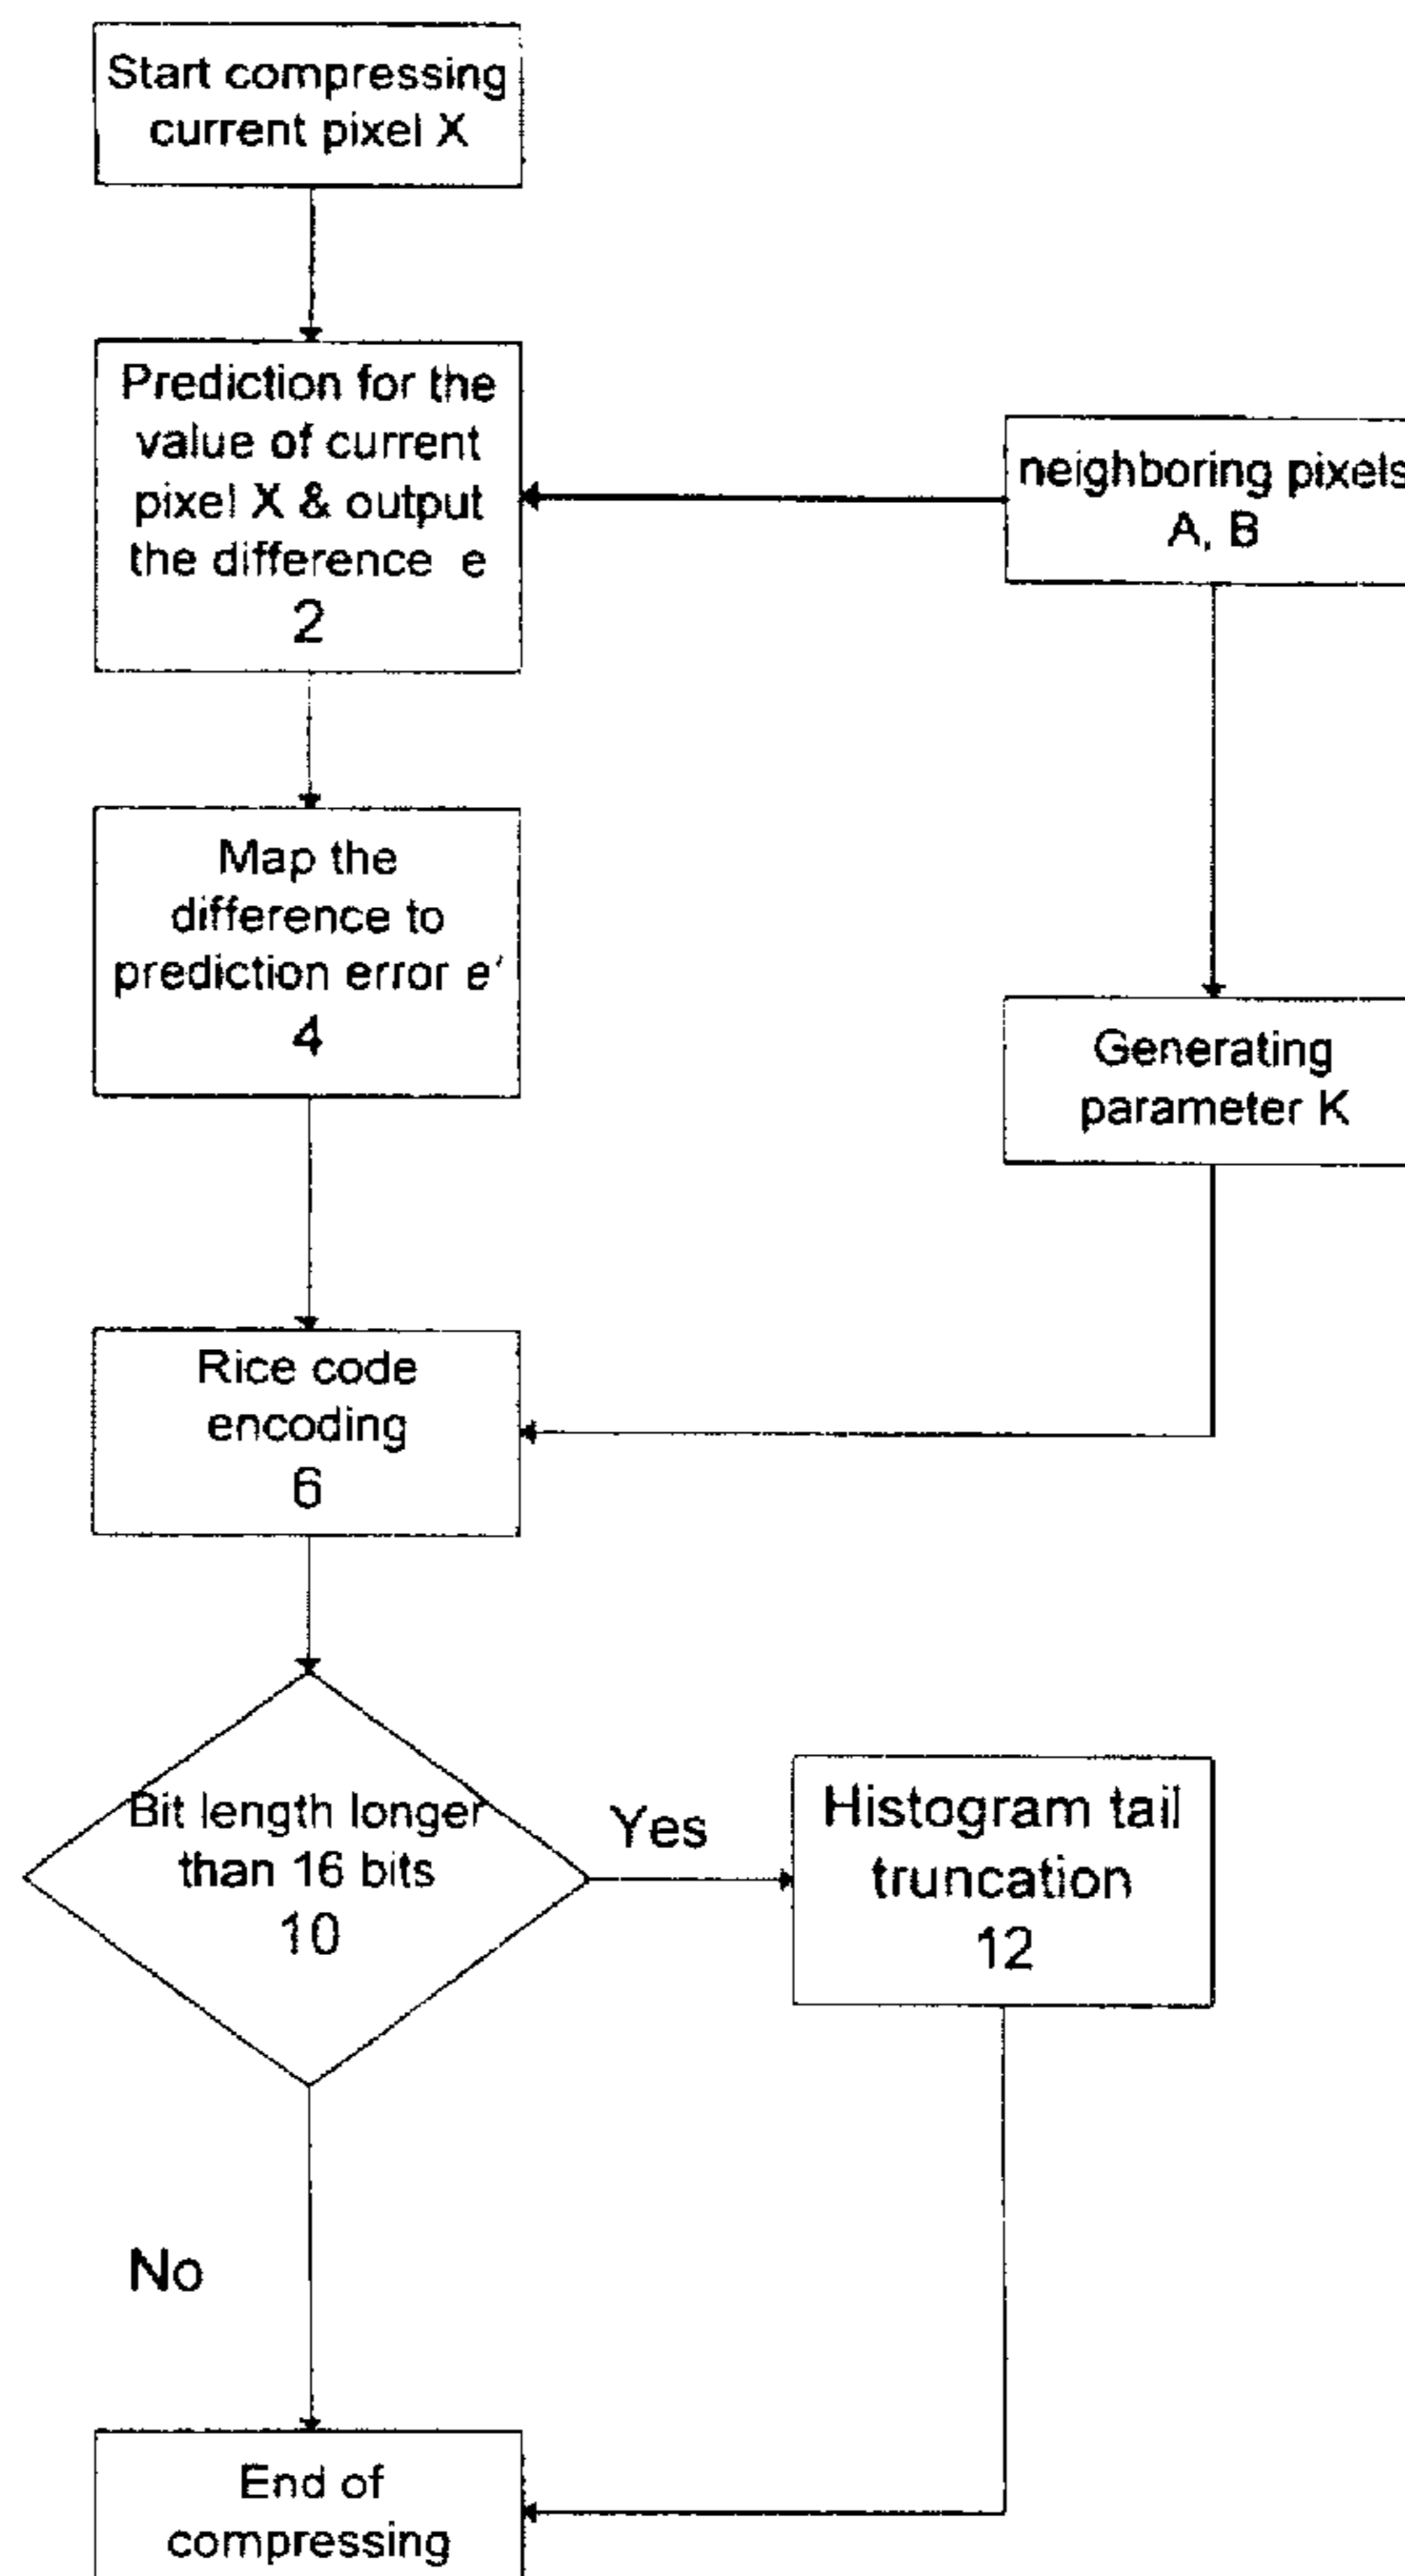 Start compressing
current pixel X
Prediction for the
value of current
pixel X & output
the difference e
2
neighboring pixels
A, B
Map the
difference to
prediction error e'
4
Generating
parameter K
Rice code
encoding
6
Bit length longer
than 16 bits
10
Yes
Histogram tail
truncation
12
No
End of
compressing